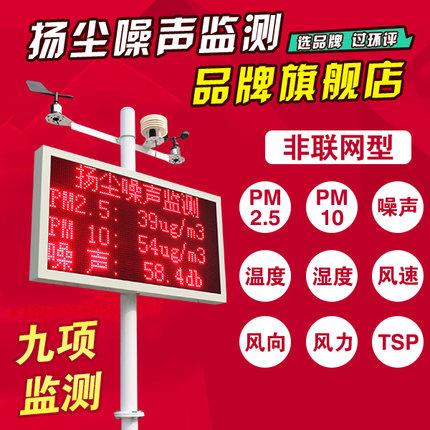 扬尘噪声监测
选品牌 过环评
品牌旗舰店
非联网型
扬尘噪声监测
PM2.5: 39ug/m3
PM 10: 54ug/m3
噪 声: 58.4db
PM
2.5
PM
10
噪声
温度
湿度
风速
风向
风力
TSP
九项
监测